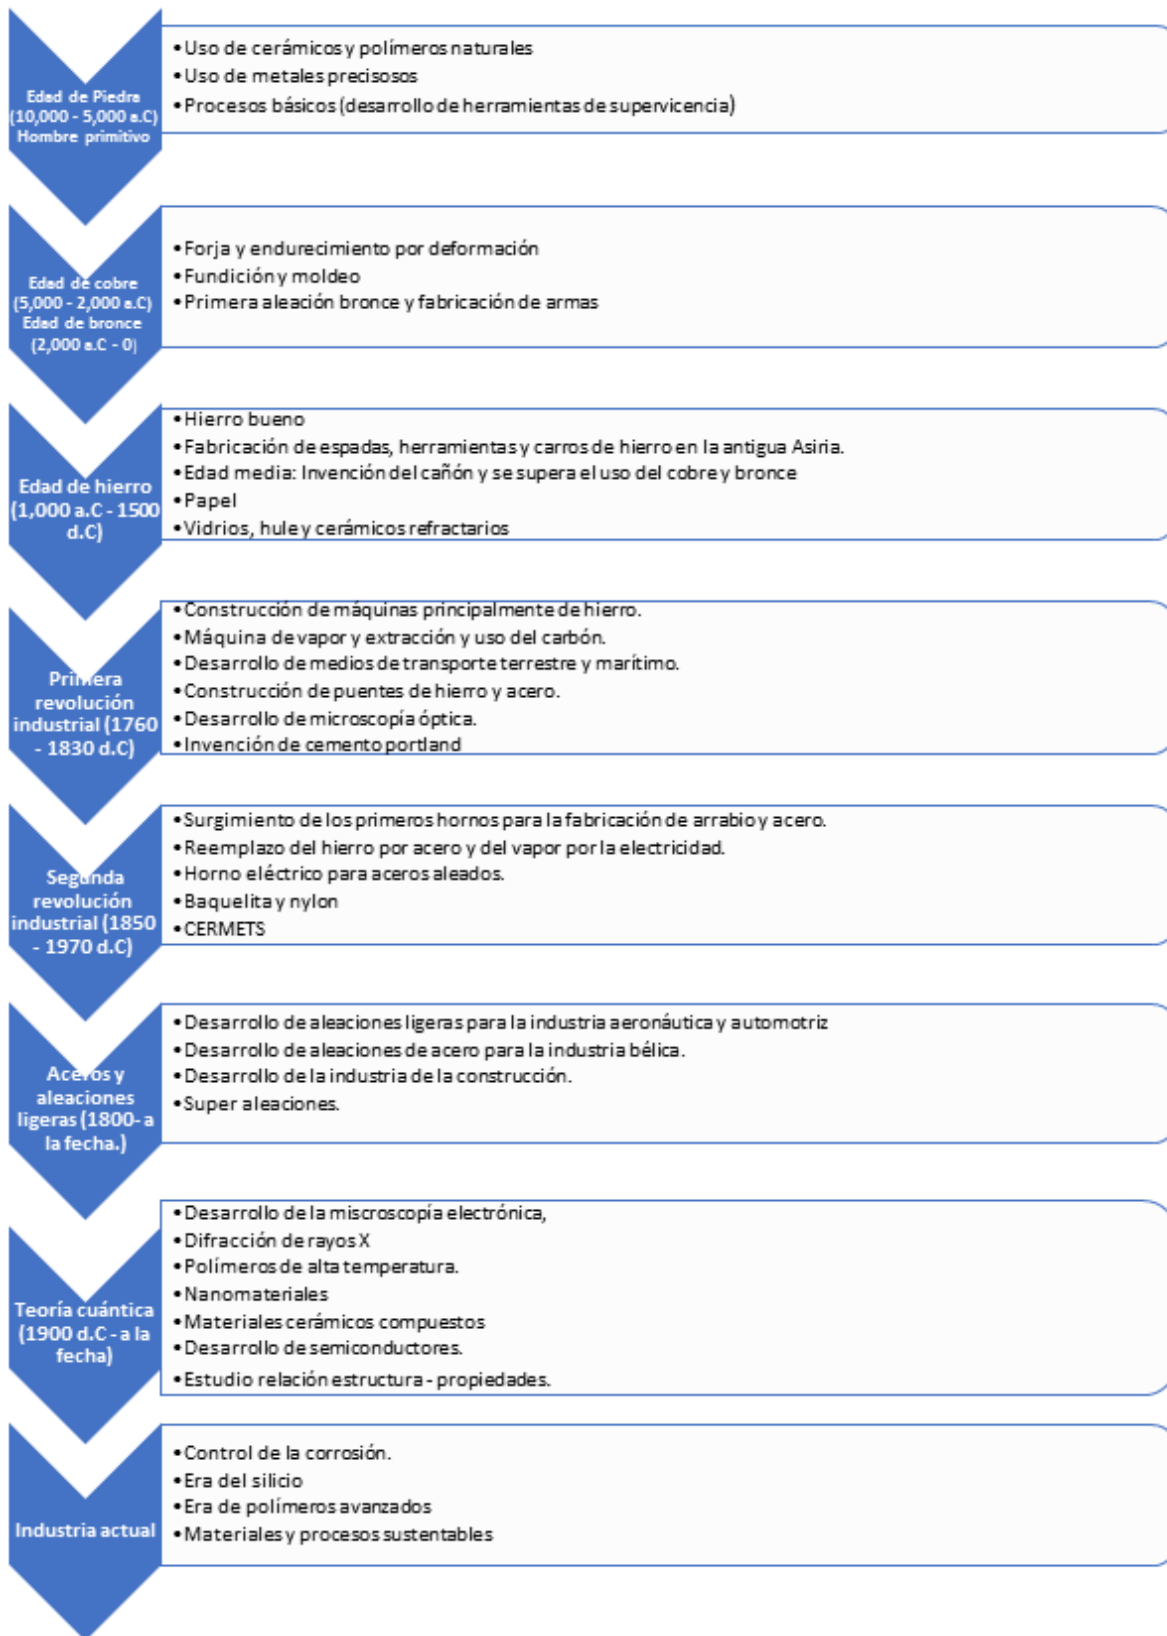 Edad de Piedra
(10,000 - 5,000 a.C)
Hombre primitivo
•Uso de cerámicos y polímeros naturales
•Uso de metales precisosos
•Procesos básicos (desarrollo de herramientas de supervicencia)
Edad de cobre
(5,000 - 2,000 a.C)
Edad de bronce
(2,000 a.C - 0)
•Forja y endurecimiento por deformación
•Fundición y moldeo
•Primera aleación bronce y fabricación de armas
Edad de hierro
(1,000 a.C - 1500
d.C)
•Hierro bueno
•Fabricación de espadas, herramientas y carros de hierro en la antigua Asiria.
•Edad media: Invención del cañón y se supera el uso del cobre y bronce
•Papel
•Vidrios, hule y cerámicos refractarios
Primera
revolución
industrial (1760
- 1830 d.C)
•Construcción de máquinas principalmente de hierro.
•Máquina de vapor y extracción y uso del carbón.
•Desarrollo de medios de transporte terrestre y marítimo.
•Construcción de puentes de hierro y acero.
•Desarrollo de microscopía óptica.
•Invención de cemento portland
Segunda
revolución
industrial (1850
- 1970 d.C)
•Surgimiento de los primeros hornos para la fabricación de arrabio y acero.
•Reemplazo del hierro por acero y del vapor por la electricidad.
•Horno eléctrico para aceros aleados.
•Baquelita y nylon
•CERMETS
Aceros y
aleaciones
ligeras (1800- a
la fecha.)
•Desarrollo de aleaciones ligeras para la industria aeronáutica y automotriz
•Desarrollo de aleaciones de acero para la industria bélica.
•Desarrollo de la industria de la construcción.
•Super aleaciones.
Teoría cuántica
(1900 d.C - a la
fecha)
•Desarrollo de la miscroscopía electrónica,
•Difracción de rayos X
•Polímeros de alta temperatura.
•Nanomateriales
•Materiales cerámicos compuestos
•Desarrollo de semiconductores.
•Estudio relación estructura - propiedades.
Industria actual
•Control de la corrosión.
•Era del silicio
•Era de polímeros avanzados
•Materiales y procesos sustentables